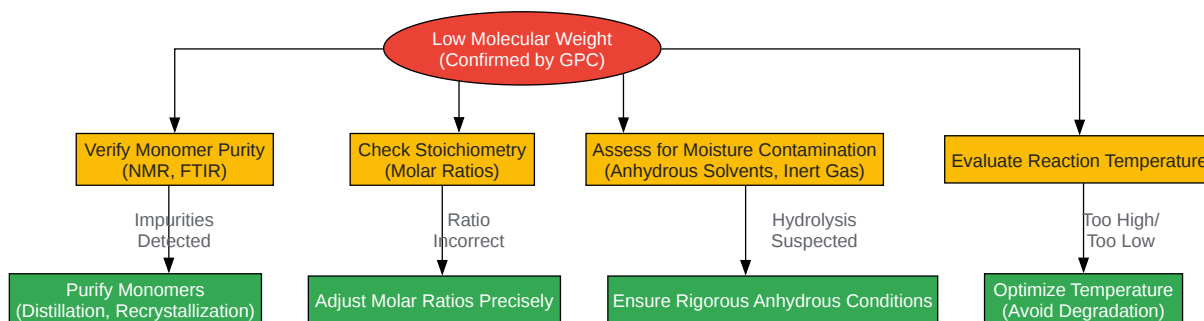 Low Molecular Weight
(Confirmed by GPC)
Verify Monomer Purity
(NMR, FTIR)
Check Stoichiometry
(Molar Ratios)
Assess for Moisture Contamination
(Anhydrous Solvents, Inert Gas)
Evaluate Reaction Temperature
Impurities
Detected
Ratio
Incorrect
Hydrolysis
Suspected
Too High/
Too Low
Purify Monomers
(Distillation, Recrystallization)
Adjust Molar Ratios Precisely
Ensure Rigorous Anhydrous Conditions
Optimize Temperature
(Avoid Degradation)